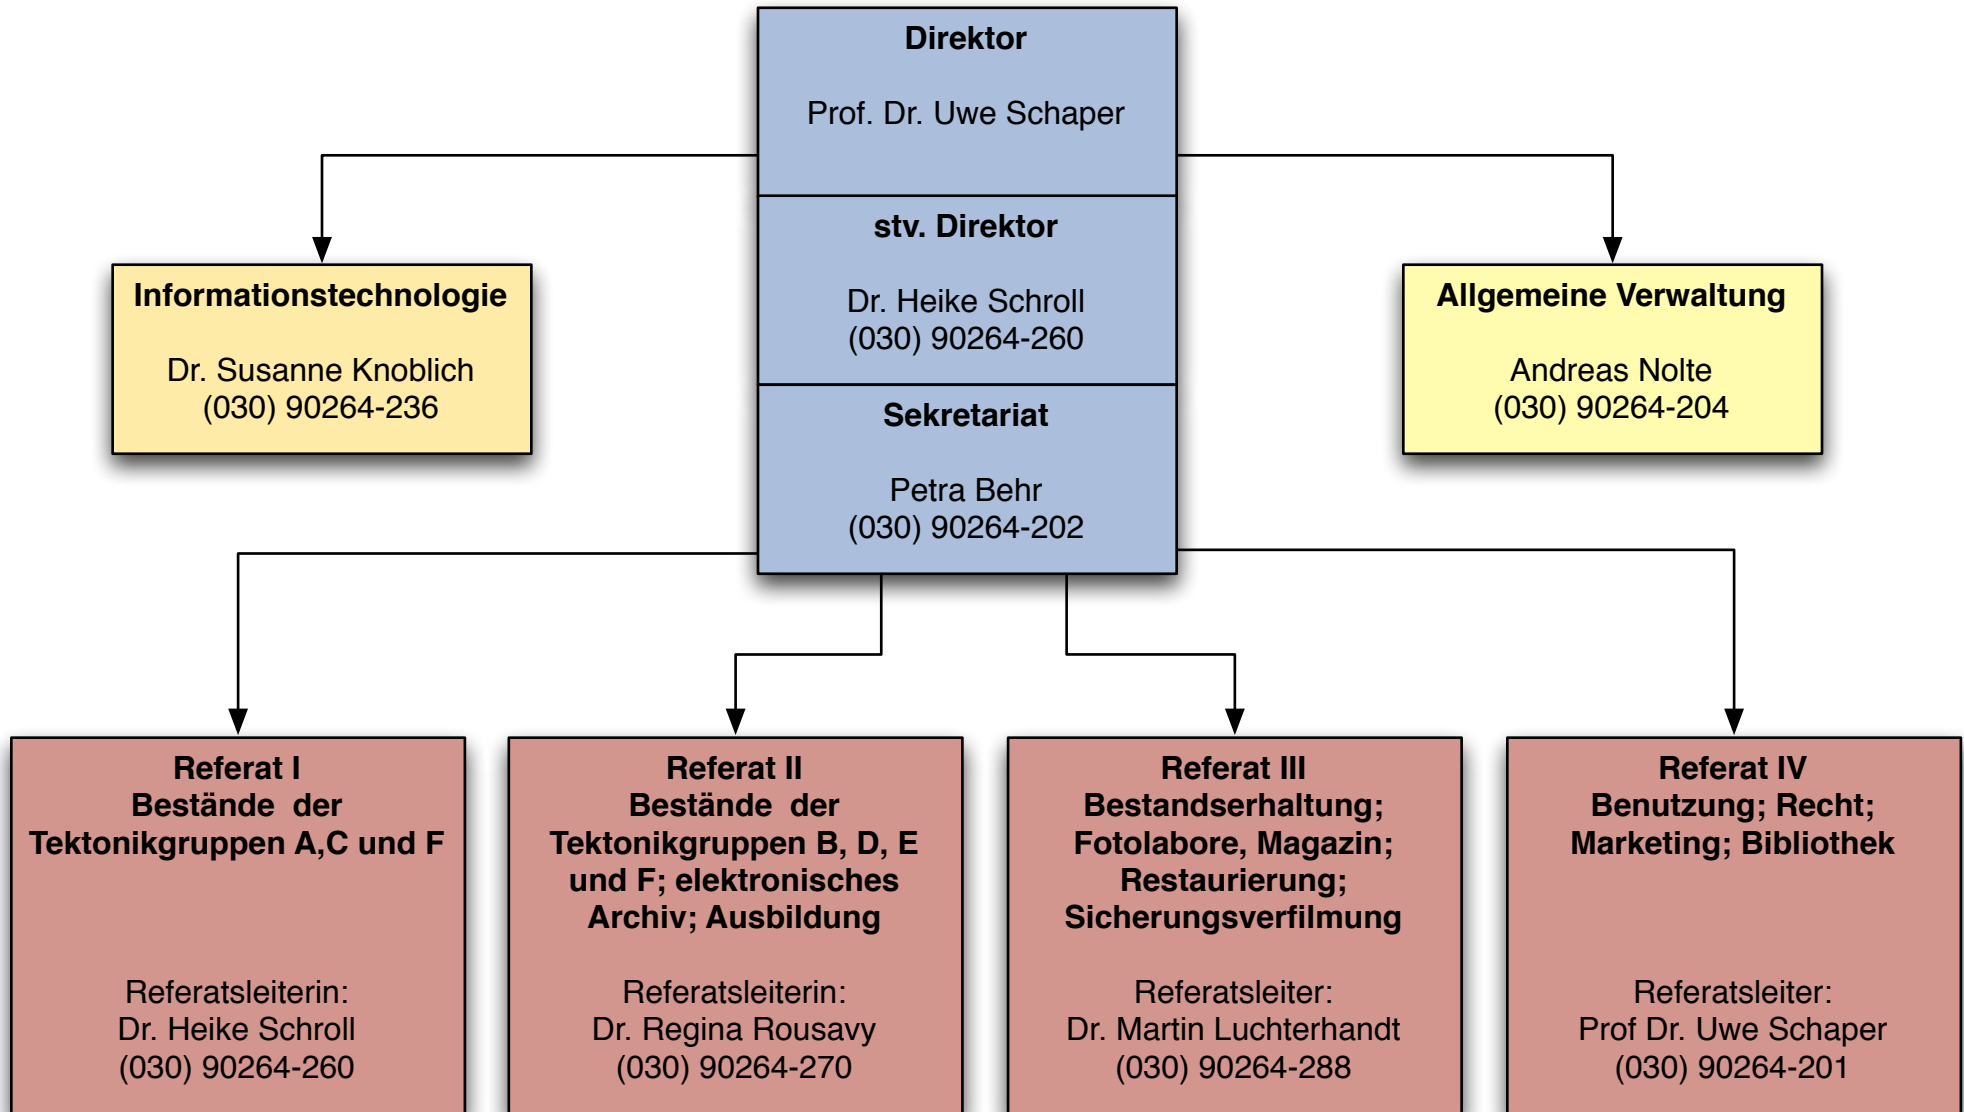 Direktor
Prof. Dr. Uwe Schaper
stv. Direktor
Dr. Heike Schroll
(030) 90264-260
Sekretariat
Petra Behr
(030) 90264-202
Informationstechnologie
Dr. Susanne Knoblich
(030) 90264-236
Allgemeine Verwaltung
Andreas Nolte
(030) 90264-204
Referat I
Bestände  der
Tektonikgruppen A,C und F
Referatsleiterin:
Dr. Heike Schroll
(030) 90264-260
Referat II
Bestände  der
Tektonikgruppen B, D, E
und F; elektronisches
Archiv; Ausbildung
Referatsleiterin:
Dr. Regina Rousavy
(030) 90264-270
Referat III
Bestandserhaltung;
Fotolabore, Magazin;
Restaurierung;
Sicherungsverfilmung
Referatsleiter:
Dr. Martin Luchterhandt
(030) 90264-288
Referat IV
Benutzung; Recht;
Marketing; Bibliothek
Referatsleiter:
Prof Dr. Uwe Schaper
(030) 90264-201